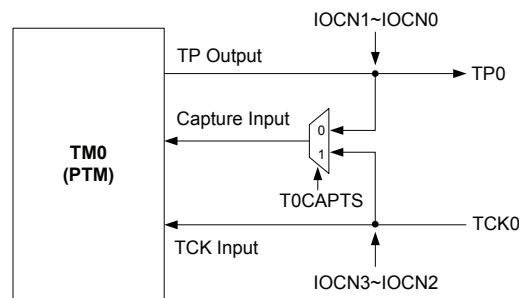 IOCN1~IOCN0
TP Output
TP0
Capture Input
0
1
TM0
(PTM)
T0CAPTS
TCK0
TCK Input
IOCN3~IOCN2